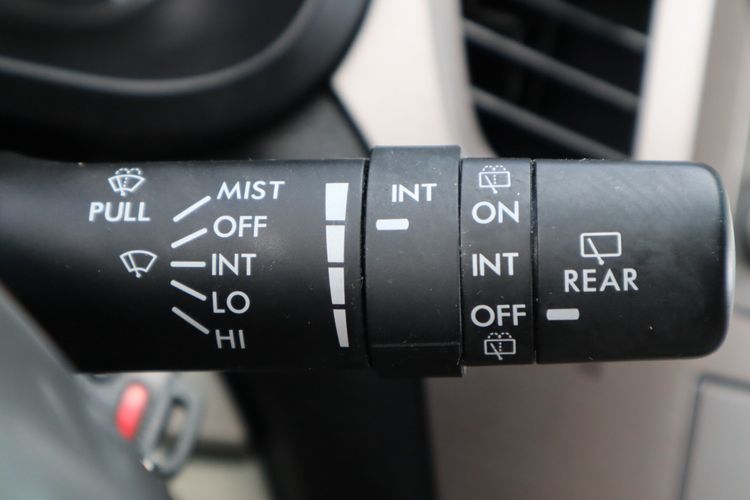 PULL
MIST
OFF
INT
LO
HI
INT
ON
INT
OFF
REAR